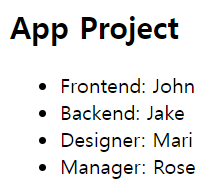 App Project
Frontend: John
Backend: Jake
Designer: Mari
Manager: Rose